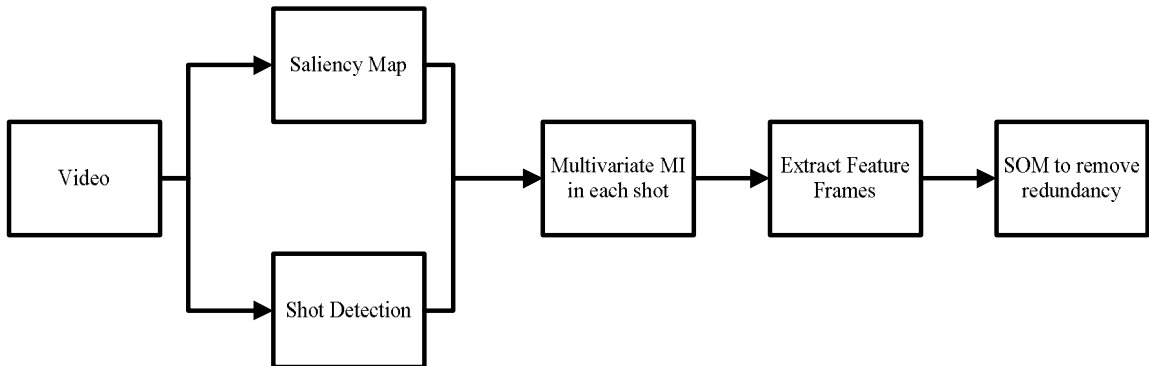 Saliency Map
Video
Multivariate MI
in each shot
Extract Feature
Frames
SOM to remove
redundancy
Shot Detection